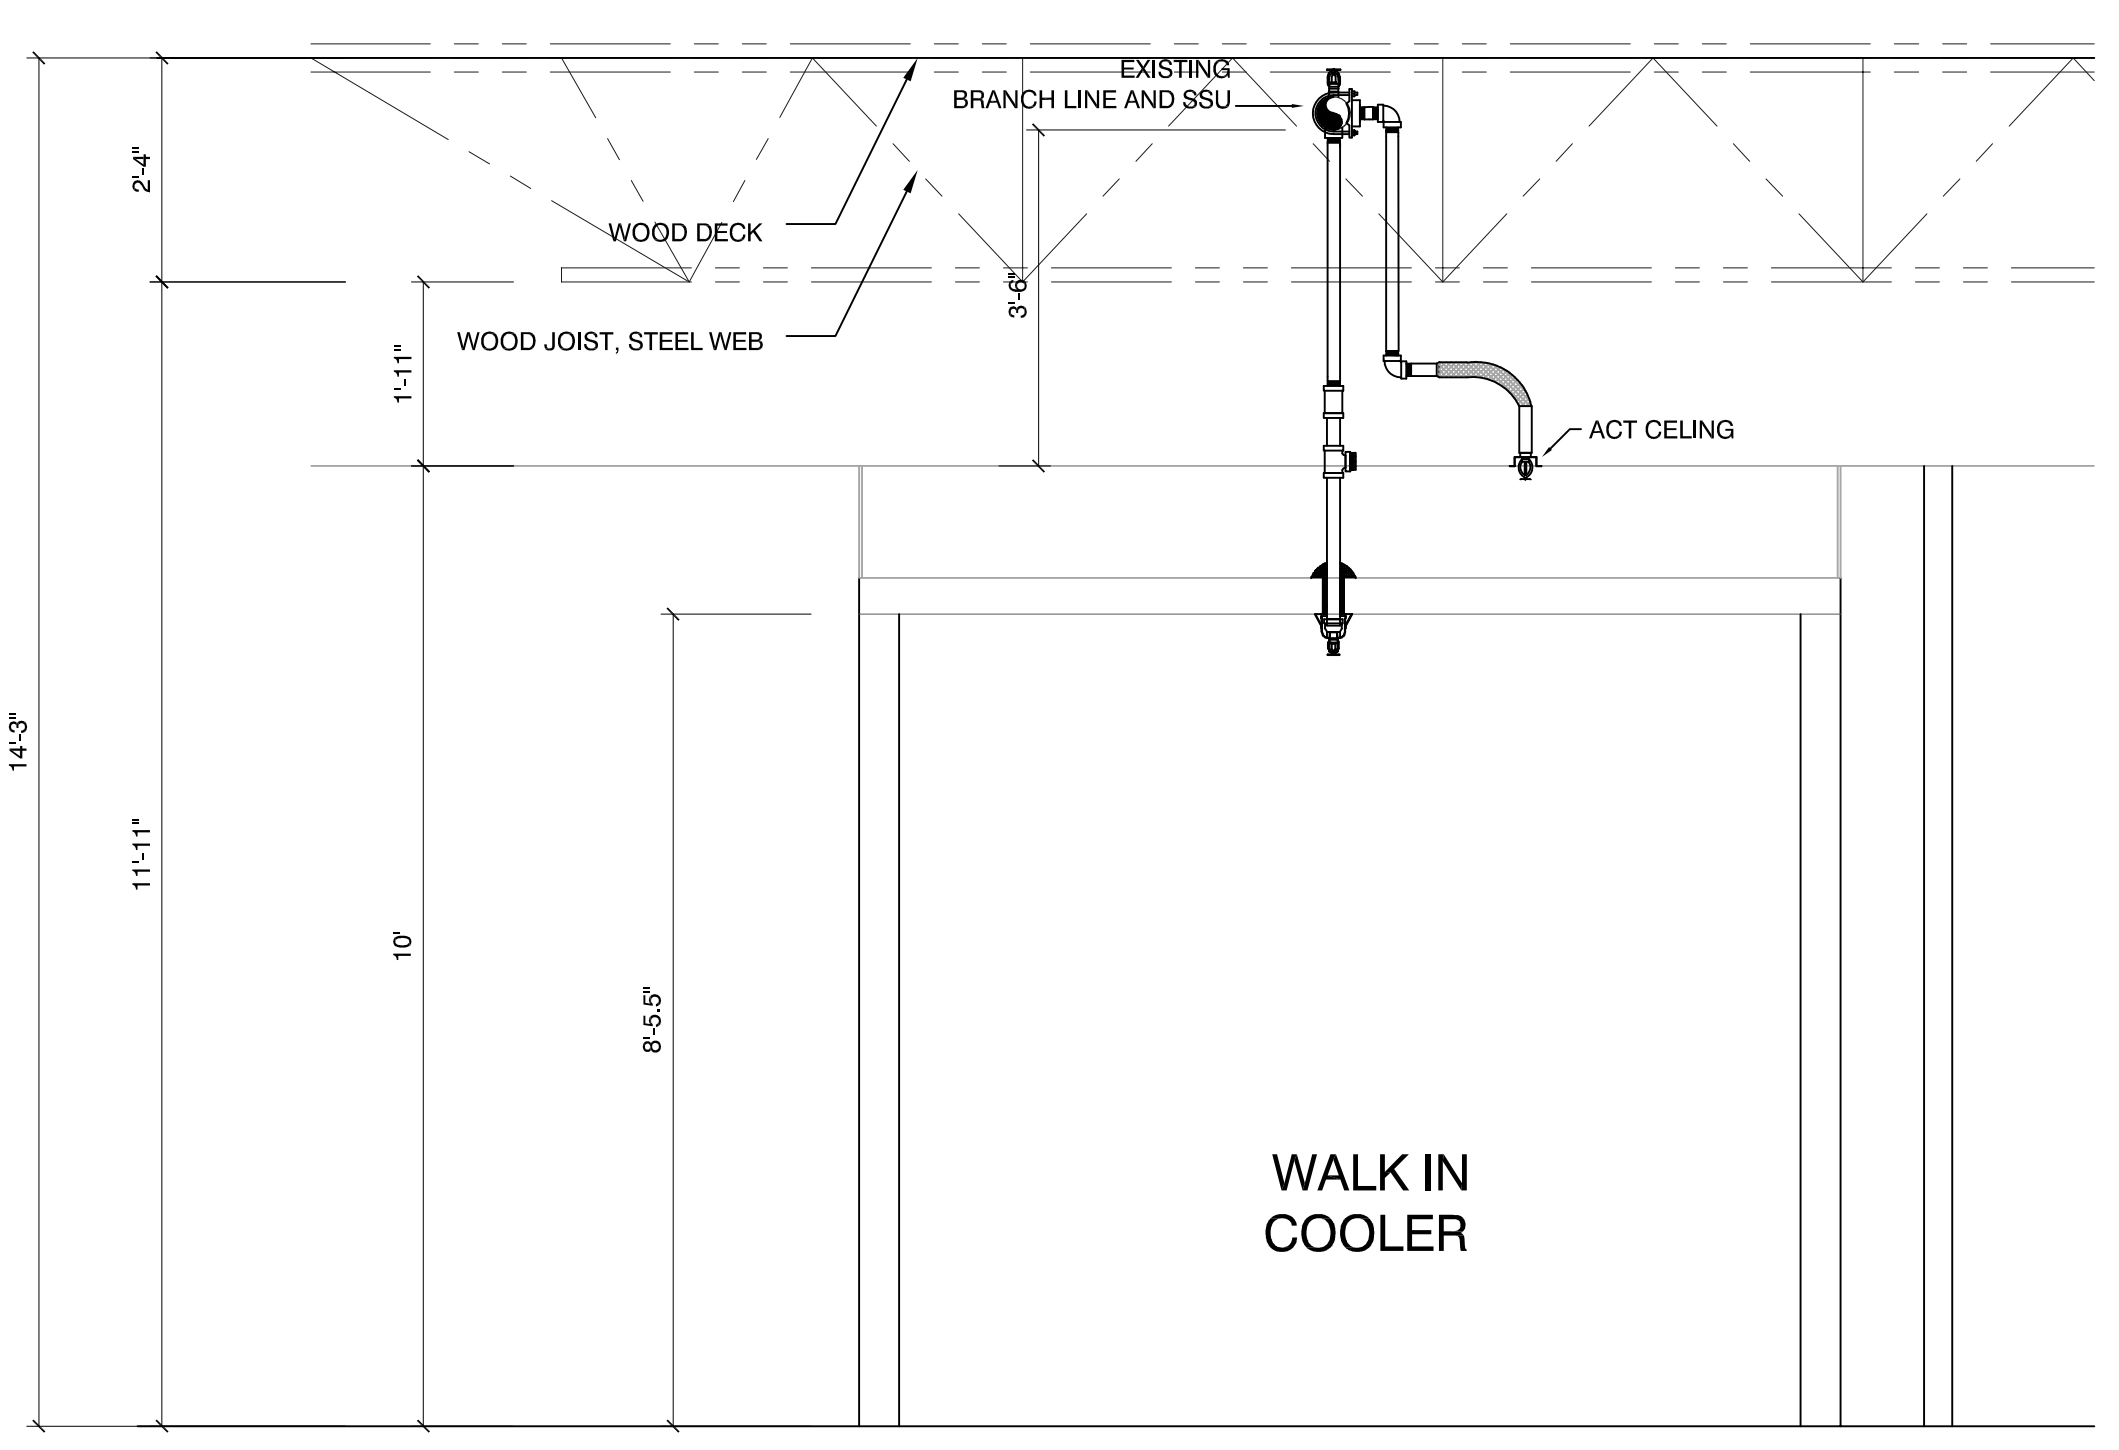 EXISTING
BRANCH LINE AND SSU
2'-4"
WOOD DECK
3'-6"
WOOD JOIST, STEEL WEB
1'-11"
ACT CELING
14'-3"
11'-11"
10'
8'-5.5"
WALK IN
COOLER